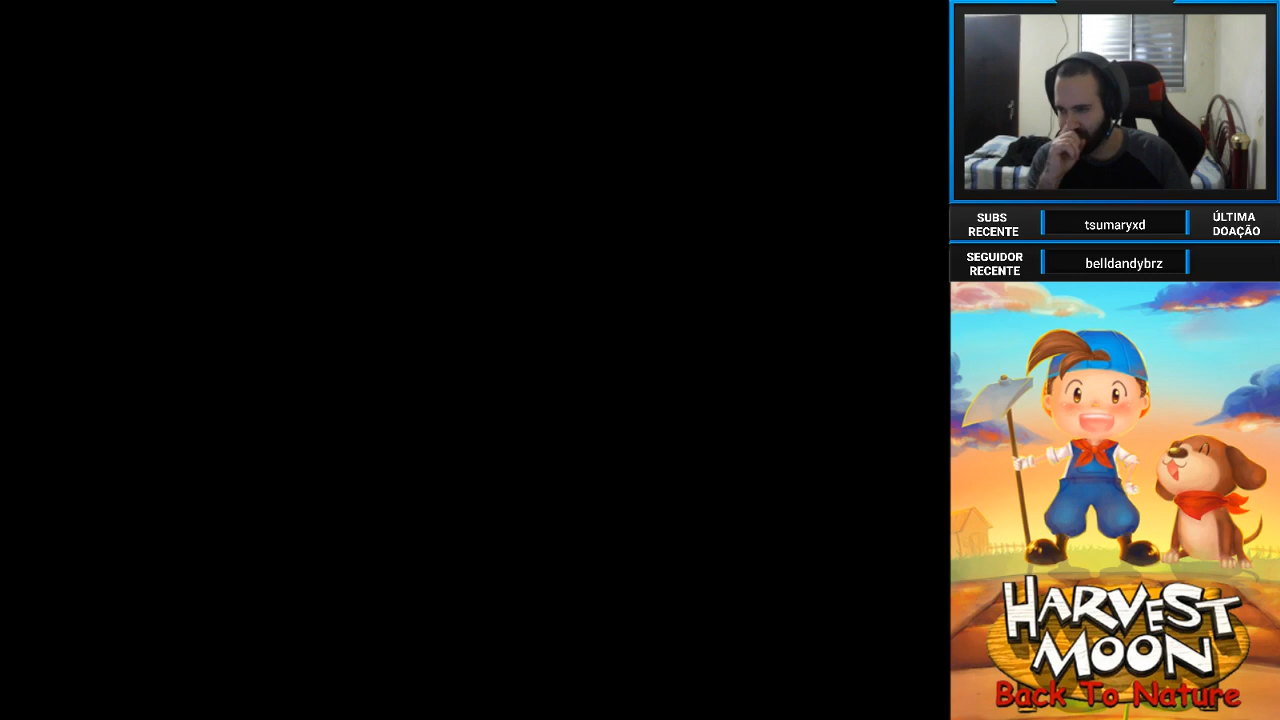 SUBS
RECENTE
tsumaryxd
ÚLTIMA
DOAÇÃO
SEGUIDOR
RECENTE
belldandybrz
HARVEST
MOON
Back To Nature